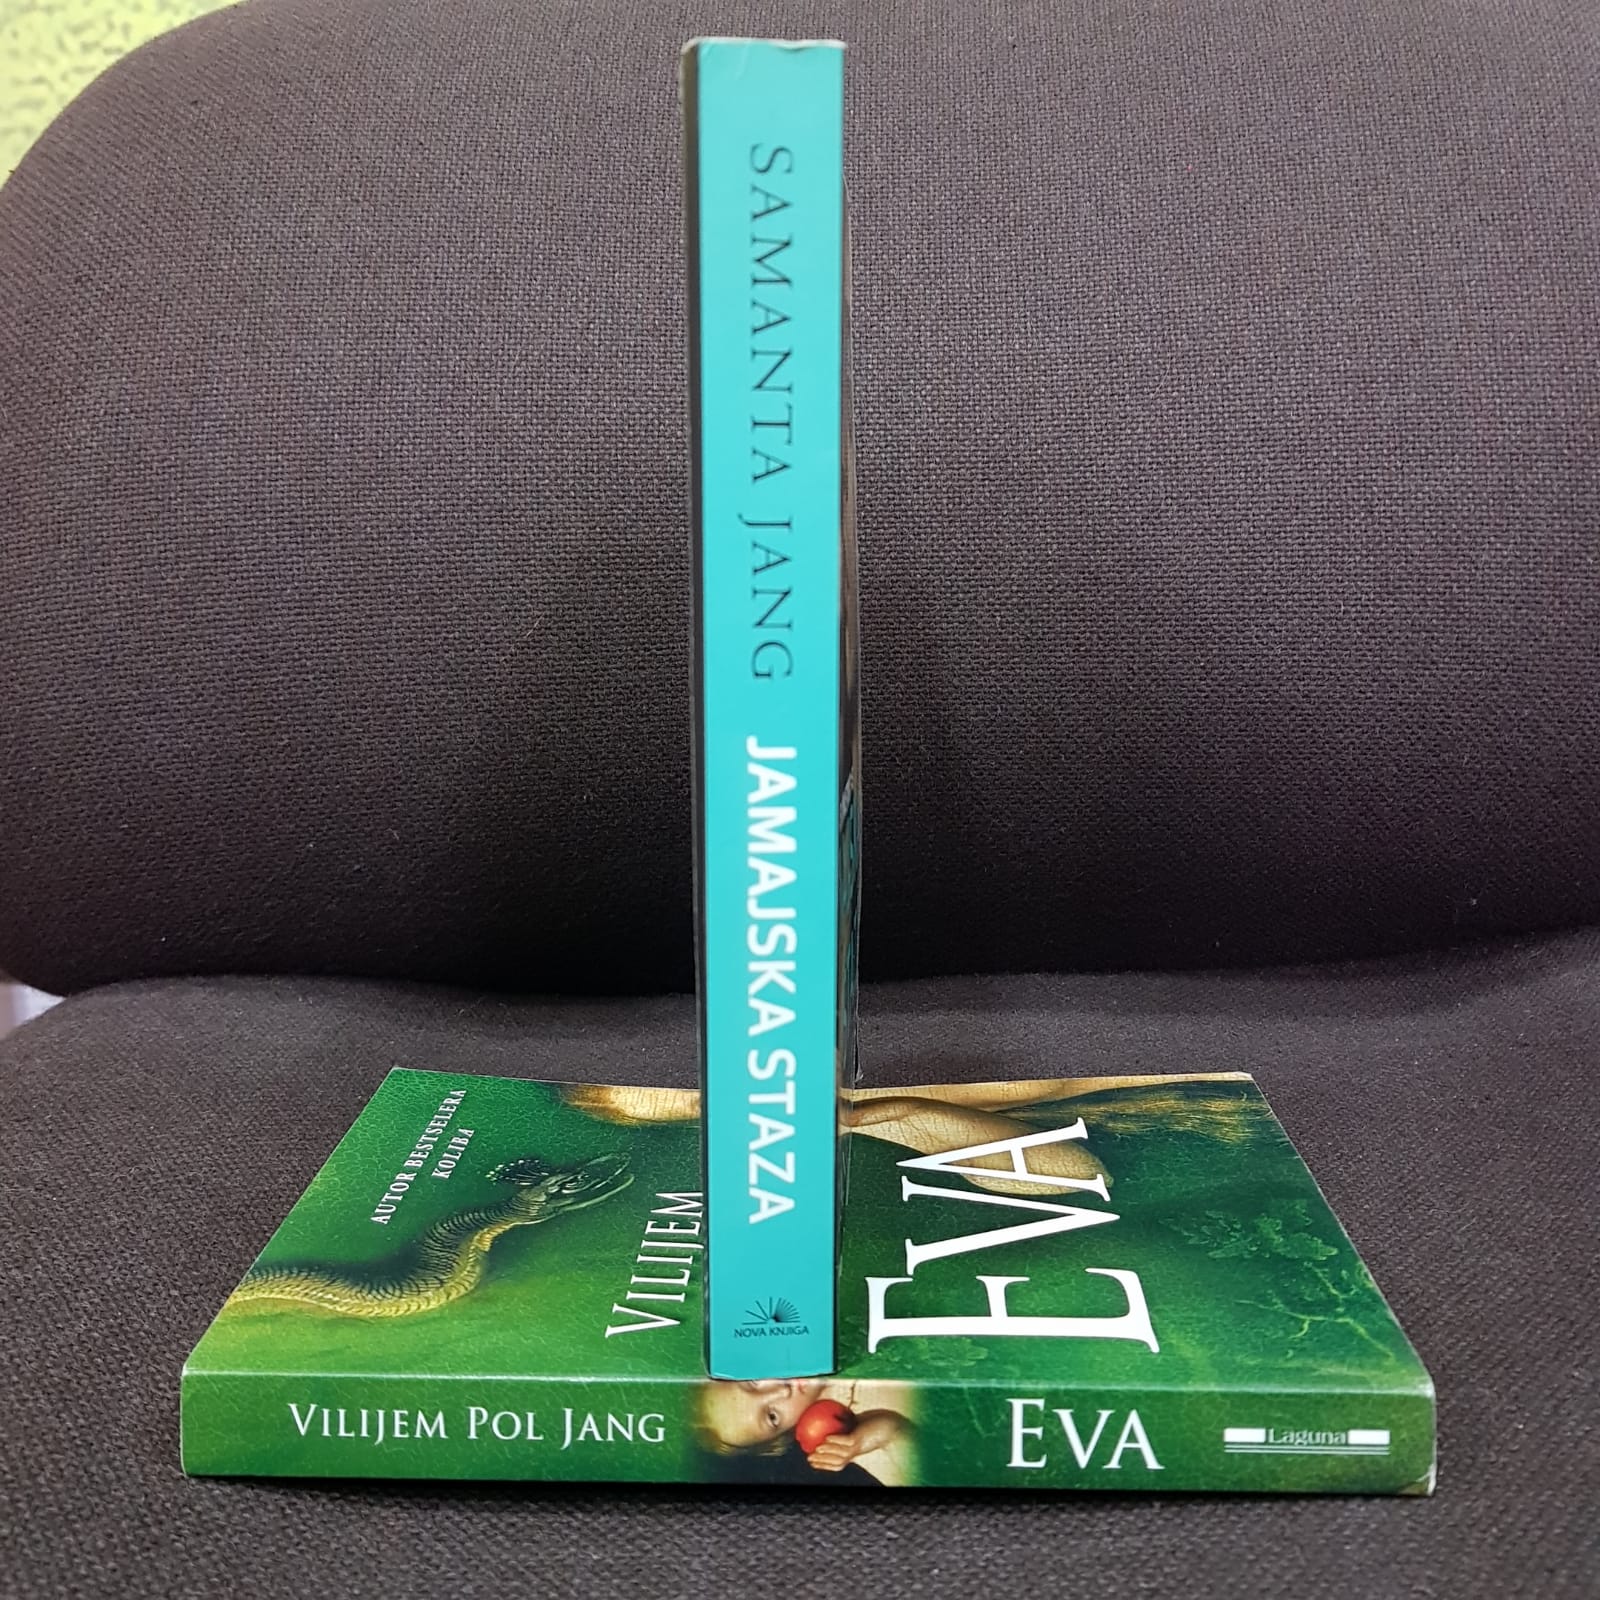 SAMANTA JANG JAMAJSKA STAZA
NOVA KNJIGA
AUTOR BESTSELERA
KOLIBA
VILIJEM
EVA
VILIJEM POL JANG EVA Laguna